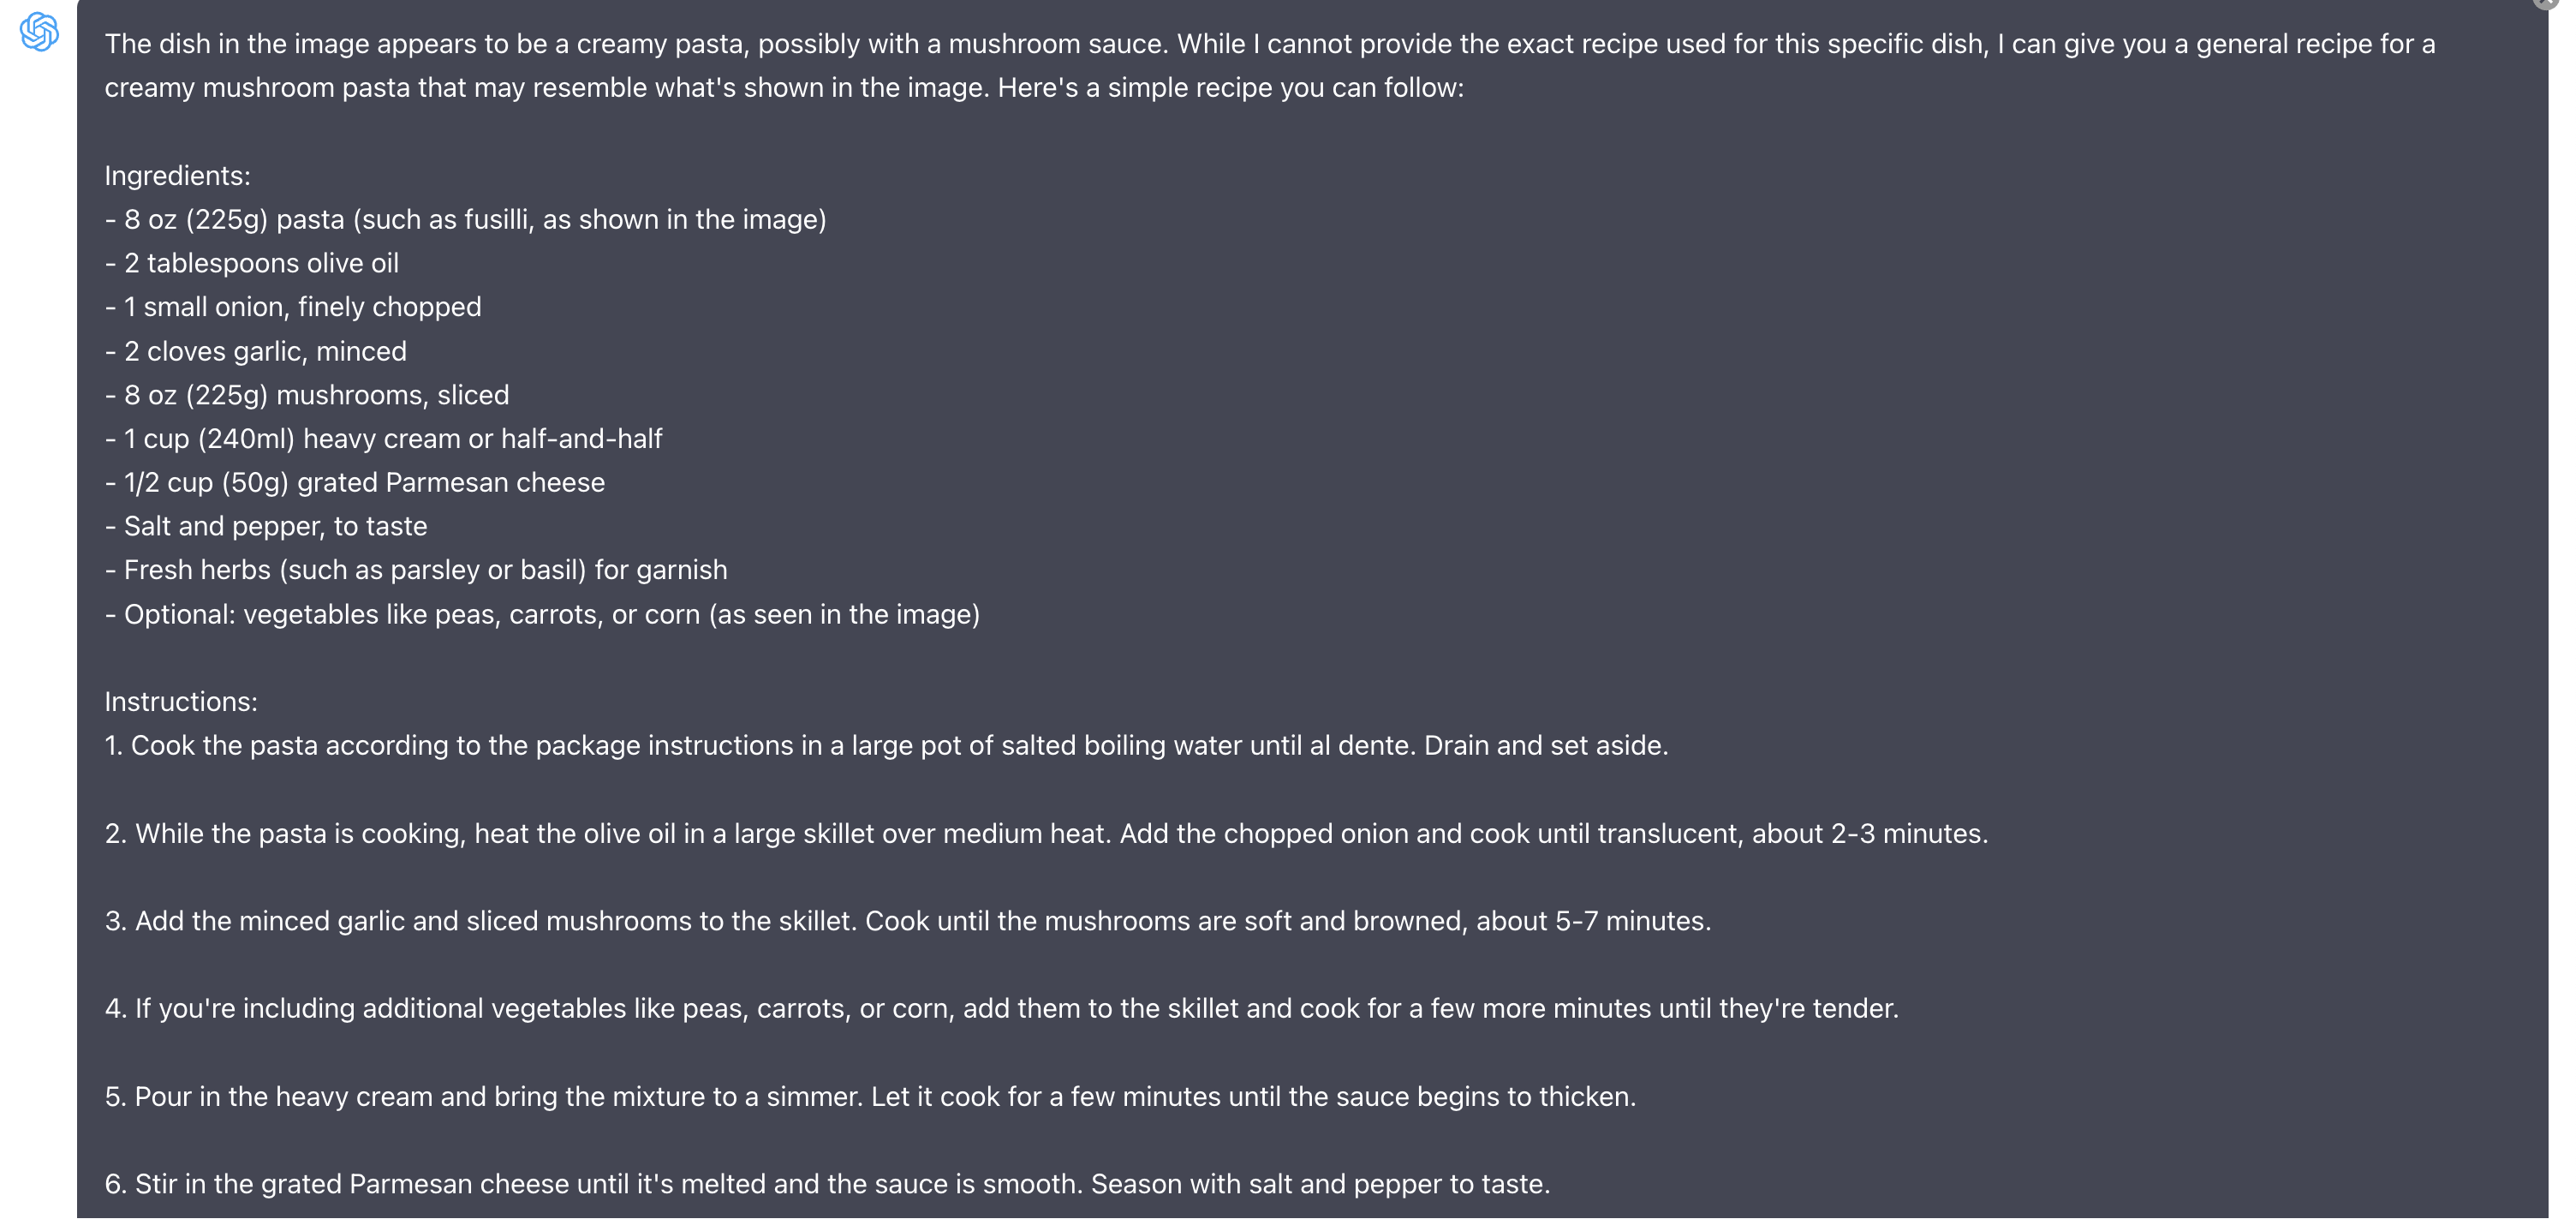 The dish in the image appears to be a creamy pasta, possibly with a mushroom sauce. While I cannot provide the exact recipe used for this specific dish, I can give you a general recipe for a
creamy mushroom pasta that may resemble what's shown in the image. Here's a simple recipe you can follow:
Ingredients:
- 8 oz (225g) pasta (such as fusilli, as shown in the image)
- 2 tablespoons olive oil
- 1 small onion, finely chopped
- 2 cloves garlic, minced
- 8 oz (225g) mushrooms, sliced
- 1 cup (240ml) heavy cream or half-and-half
- 1/2 cup (50g) grated Parmesan cheese
- Salt and pepper, to taste
- Fresh herbs (such as parsley or basil) for garnish
- Optional: vegetables like peas, carrots, or corn (as seen in the image)
Instructions:
1. Cook the pasta according to the package instructions in a large pot of salted boiling water until al dente. Drain and set aside.
2. While the pasta is cooking, heat the olive oil in a large skillet over medium heat. Add the chopped onion and cook until translucent, about 2-3 minutes.
3. Add the minced garlic and sliced mushrooms to the skillet. Cook until the mushrooms are soft and browned, about 5-7 minutes.
4. If you're including additional vegetables like peas, carrots, or corn, add them to the skillet and cook for a few more minutes until they're tender.
5. Pour in the heavy cream and bring the mixture to a simmer. Let it cook for a few minutes until the sauce begins to thicken.
6. Stir in the grated Parmesan cheese until it's melted and the sauce is smooth. Season with salt and pepper to taste.